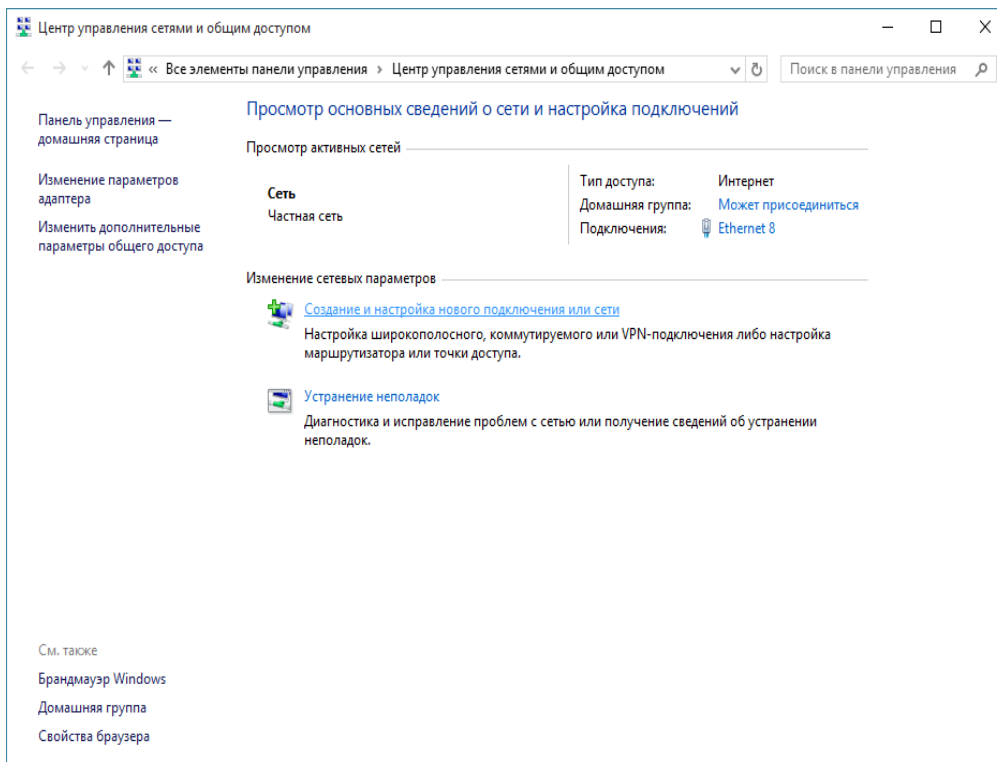 Центр управления сетями и общим доступом
« Все элементы панели управления › Центр управления сетями и общим доступом
Поиск в панели управления
Панель управления —
домашняя страница
Изменение параметров
адаптера
Изменить дополнительные
параметры общего доступа
Просмотр основных сведений о сети и настройка подключений
Просмотр активных сетей
Сеть
Частная сеть
Тип доступа: Интернет
Домашняя группа: Может присоединиться
Подключения: Ethernet 8
Изменение сетевых параметров
Создание и настройка нового подключения или сети
Настройка широкополосного, коммутируемого или VPN-подключения либо настройка
маршрутизатора или точки доступа.
Устранение неполадок
Диагностика и исправление проблем с сетью или получение сведений об устранении
неполадок.
См. также
Брандмауэр Windows
Домашняя группа
Свойства браузера